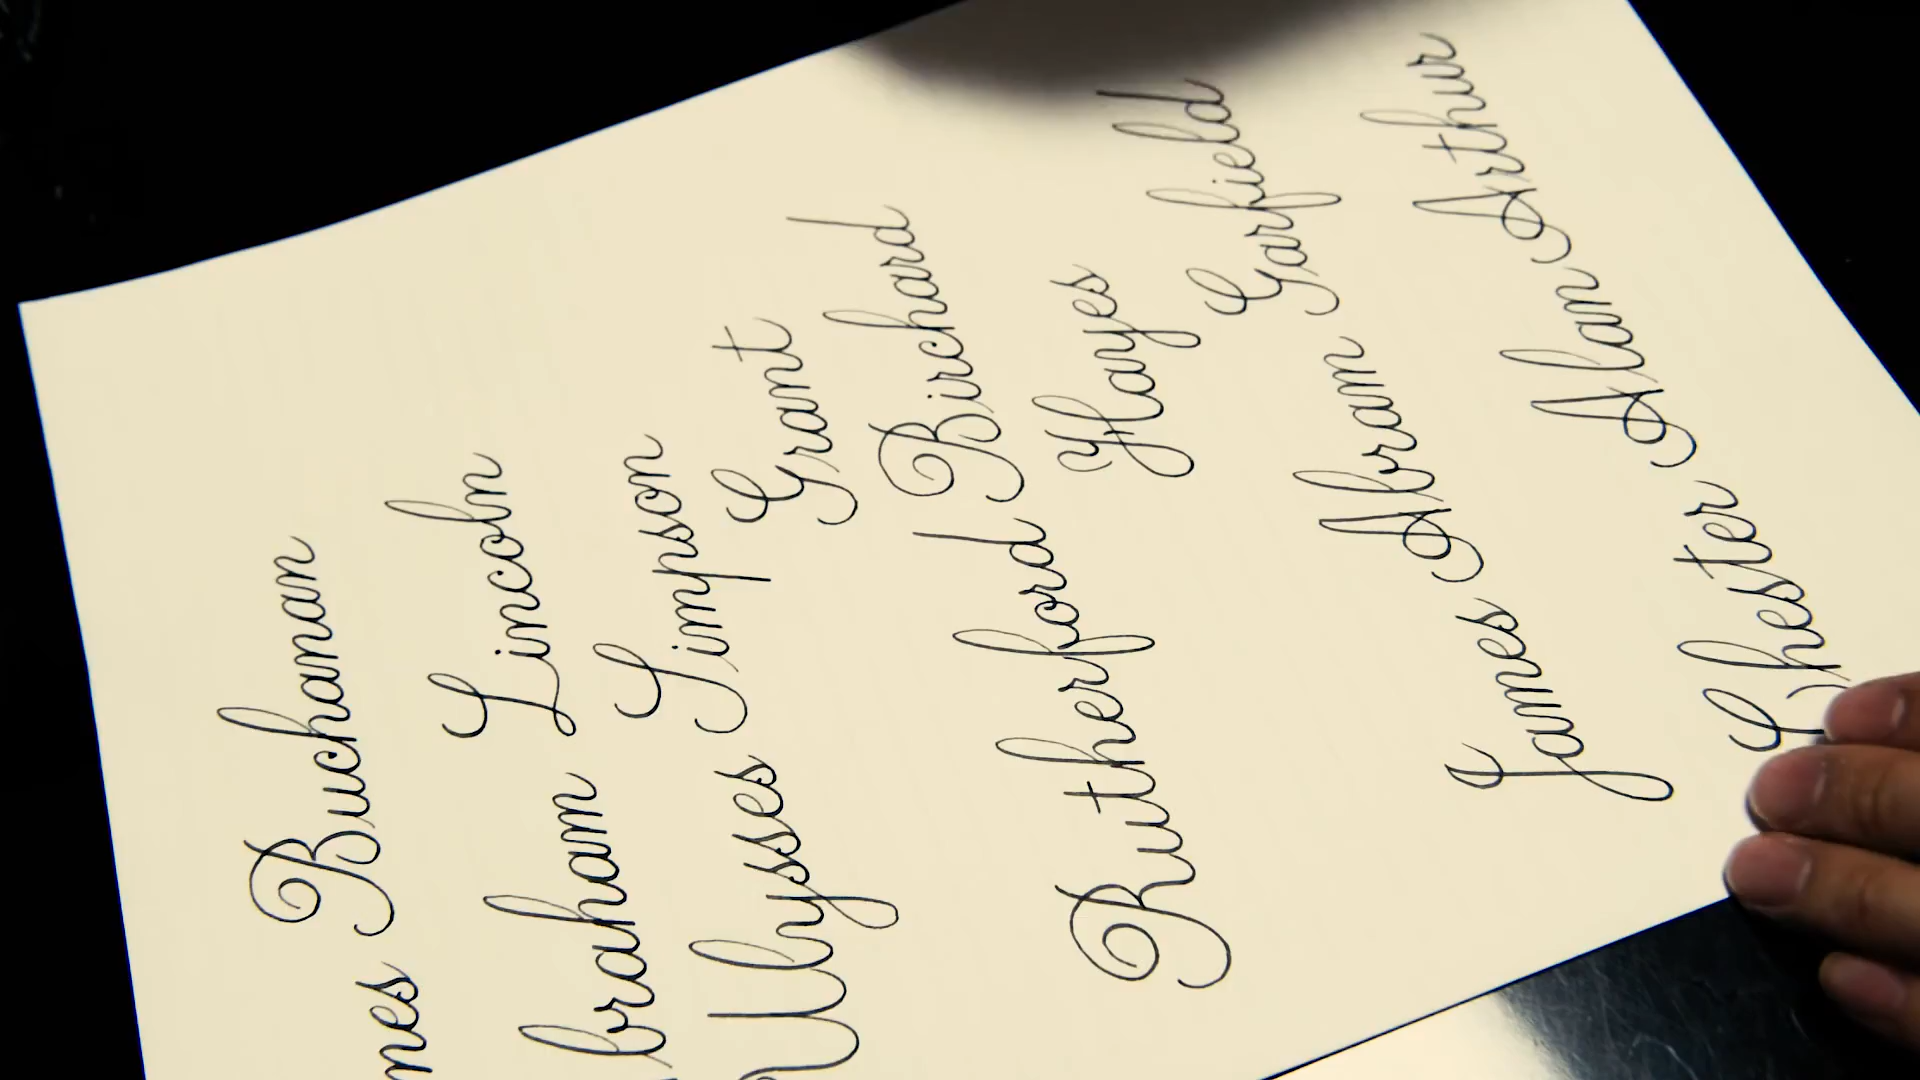 mes Buchanan
braham Lincoln
Ulysses Simpson Grant
Rutherford Birchard Hayes
James Abram Garfield
Chester Alan Arthur